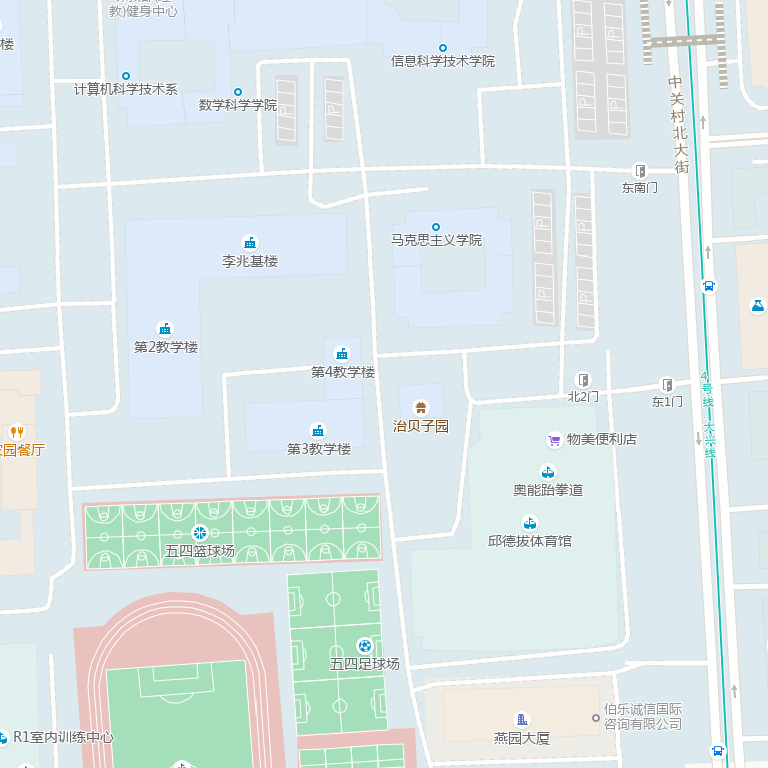 教)健身中心
楼
信息科学技术学院
计算机科学技术系
数学科学学院
中关村北大街
东南门
马克思主义学院
李兆基楼
第2教学楼
第4教学楼
4号线大兴线
北2门
东1门
治贝子园
第3教学楼
物美便利店
农园餐厅
奥能跆拳道
邱德拔体育馆
五四篮球场
五四足球场
伯乐诚信国际
咨询有限公司
R1室内训练中心
燕园大厦
P
P
P
P
P
P
P
P
P
P